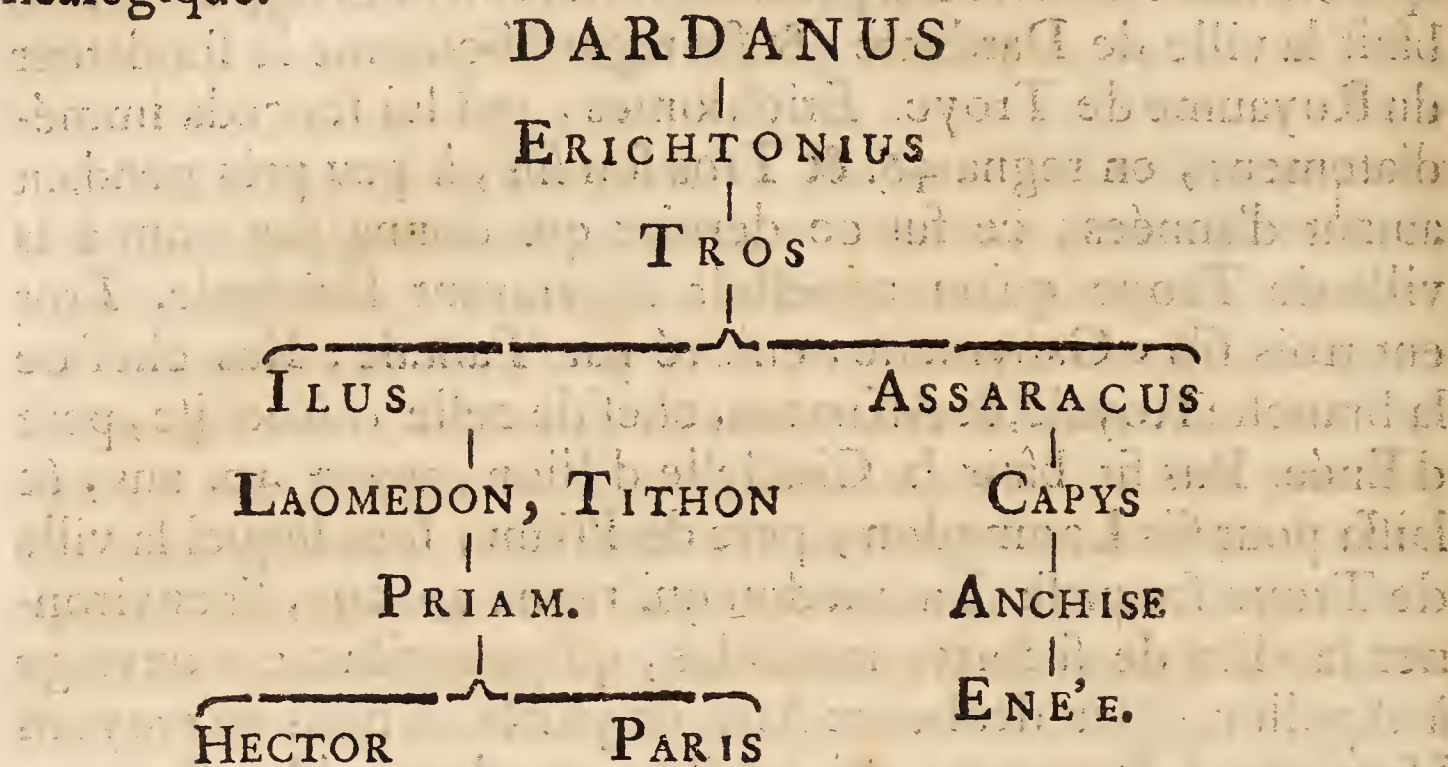 DARDANUS
ERICHTONIUS
TROS
ILUS ASSARACUS
LAOMEDON, TITHON CAPYS
PRIAM. ANCHISE
ENE'E.
HECTOR PARIS